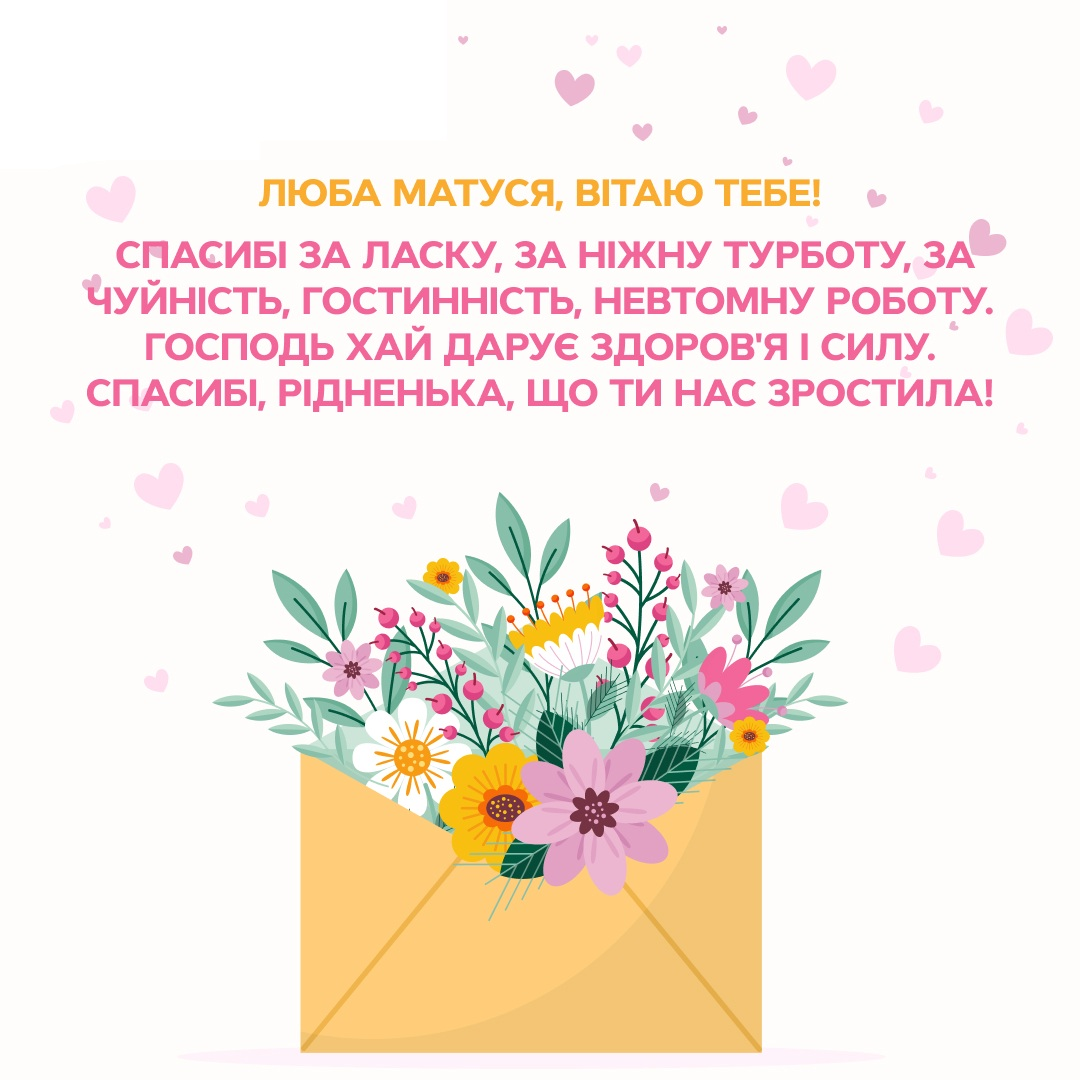 ЛЮБА МАТУСЯ, ВІТАЮ ТЕБЕ!
СПАСИБІ ЗА ЛАСКУ, ЗА НІЖНУ ТУРБОТУ, ЗА
ЧУЙНІСТЬ, ГОСТИННІСТЬ, НЕВТОМНУ РОБОТУ.
ГОСПОДЬ ХАЙ ДАРУЄ ЗДОРОВ'Я І СИЛУ.
СПАСИБІ, РІДНЕНЬКА, ЩО ТИ НАС ЗРОСТИЛА!